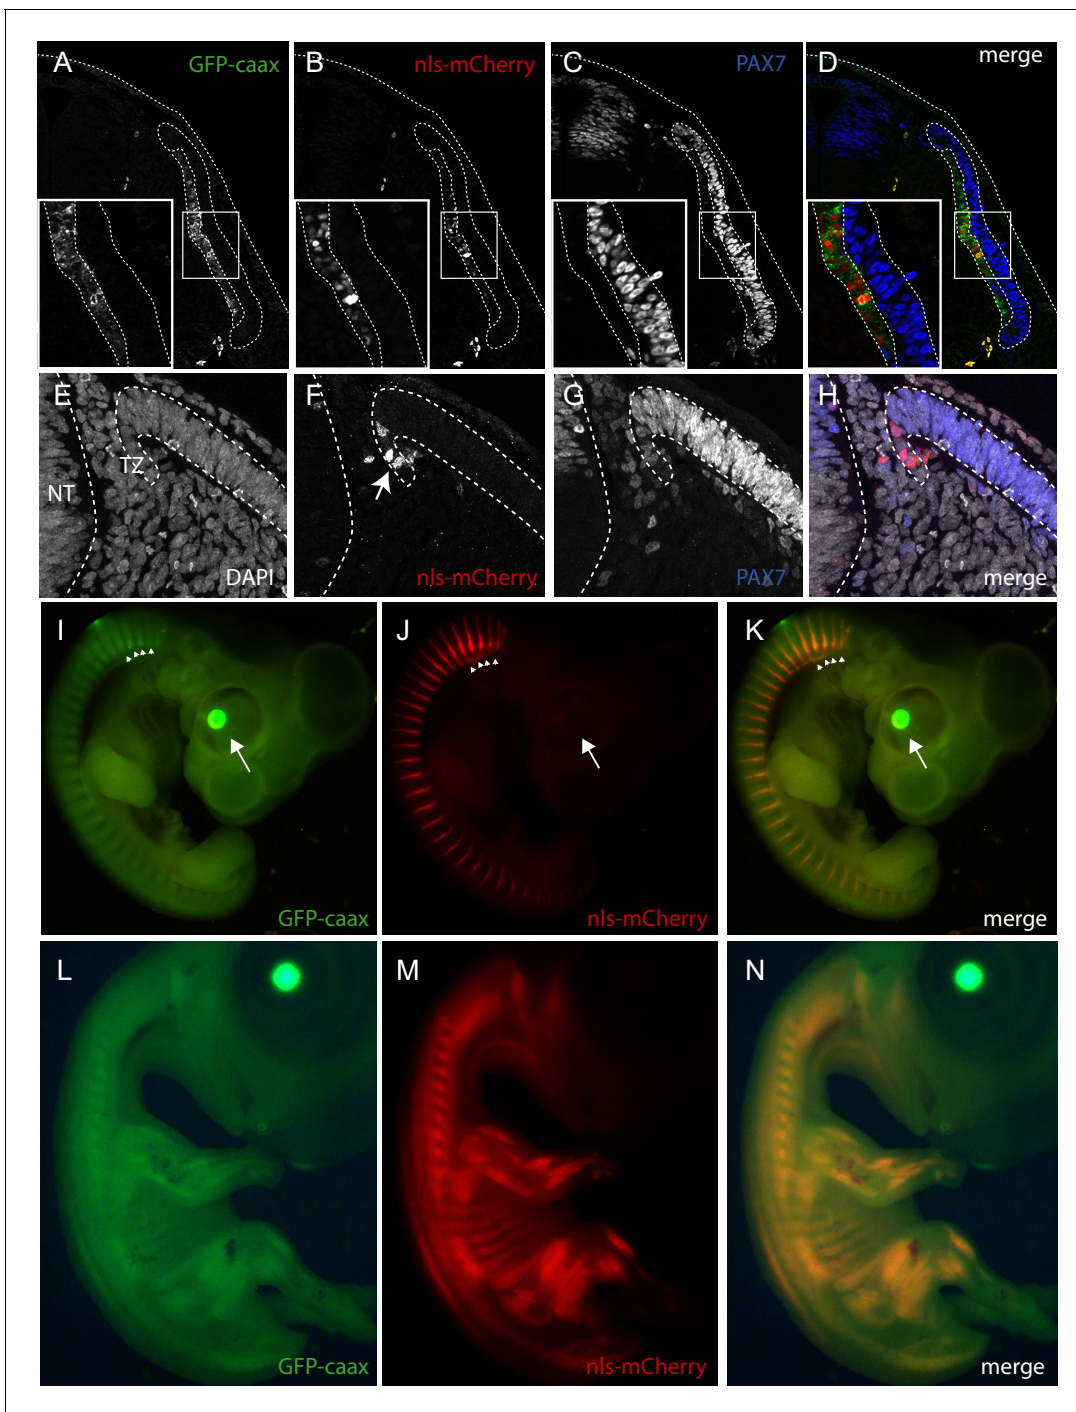 A GFP-caax
B nls-mCherry
C PAX7
D merge
E TZ NT DAPI
F nls-mCherry
G PAX7
H merge
I GFP-caax
J nls-mCherry
K merge
L GFP-caax
M nls-mCherry
N merge